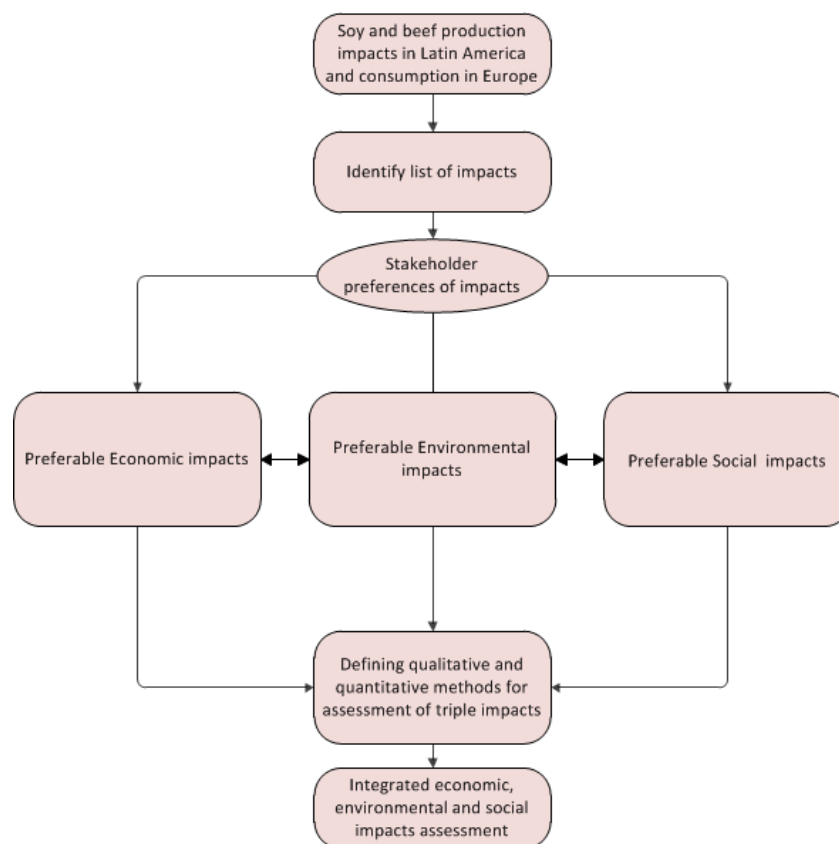 Soy and beef production
impacts in Latin America
and consumption in Europe
Identify list of impacts
Stakeholder
preferences of impacts
Preferable Economic impacts
Preferable Environmental
impacts
Preferable Social impacts
Defining qualitative and
quantitative methods for
assessment of triple impacts
Integrated economic,
environmental and social
impacts assessment